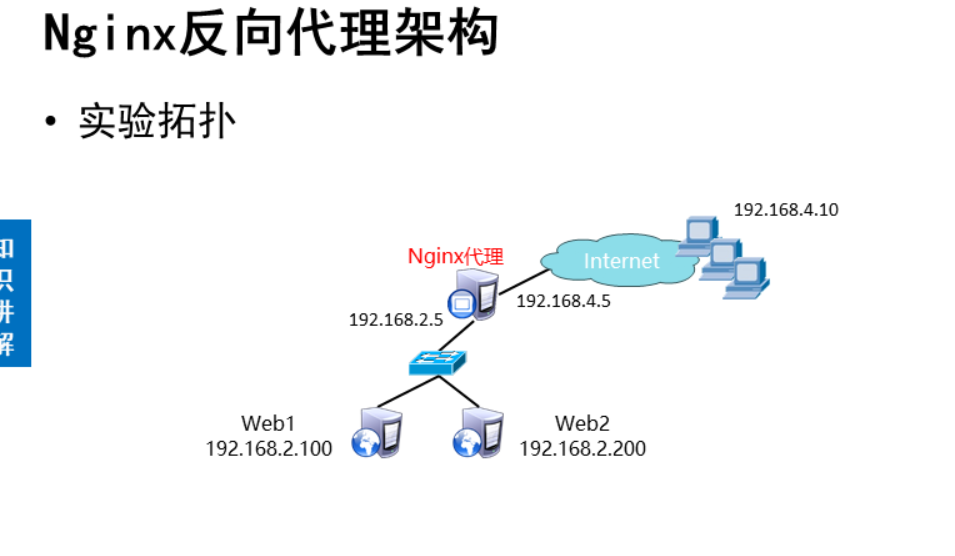 Nginx反向代理架构
• 实验拓扑
192.168.4.10
Nginx代理
Internet
192.168.4.5
192.168.2.5
知
识
讲
解
Web1
192.168.2.100
Web2
192.168.2.200